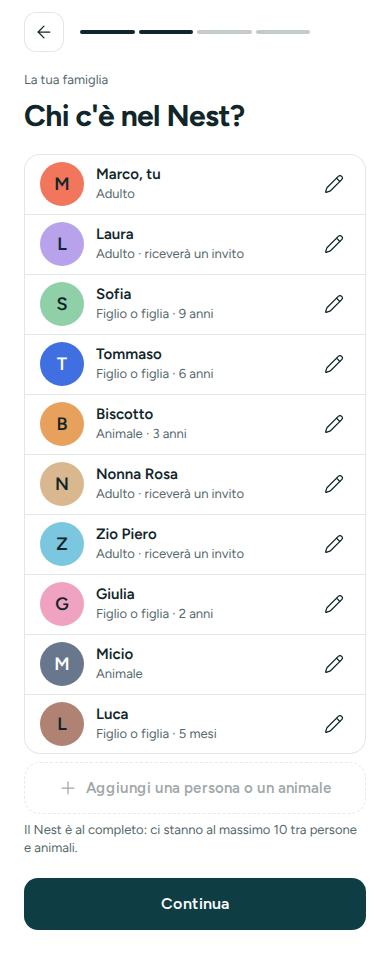 La tua famiglia
Chi c'è nel Nest?
M
Marco, tu
Adulto
L
Laura
Adulto · riceverà un invito
S
Sofia
Figlio o figlia · 9 anni
T
Tommaso
Figlio o figlia · 6 anni
B
Biscotto
Animale · 3 anni
N
Nonna Rosa
Adulto · riceverà un invito
Z
Zio Piero
Adulto · riceverà un invito
G
Giulia
Figlio o figlia · 2 anni
M
Micio
Animale
L
Luca
Figlio o figlia · 5 mesi
Aggiungi una persona o un animale
Il Nest è al completo: ci stanno al massimo 10 tra persone
e animali.
Continua